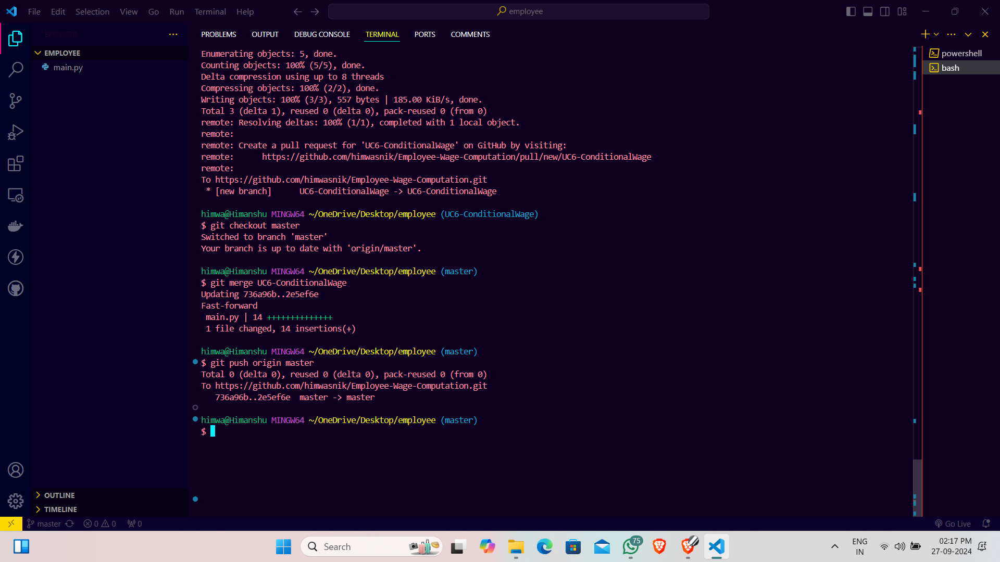 File Edit Selection View Go Run Terminal Help
employee
EXPLORER
PROBLEMS OUTPUT DEBUG CONSOLE TERMINAL PORTS COMMENTS
EMPLOYEE
main.py
powershell
bash
Enumerating objects: 5, done.
Counting objects: 100% (5/5), done.
Delta compression using up to 8 threads
Compressing objects: 100% (2/2), done.
Writing objects: 100% (3/3), 557 bytes | 185.00 KiB/s, done.
Total 3 (delta 1), reused 0 (delta 0), pack-reused 0 (from 0)
remote: Resolving deltas: 100% (1/1), completed with 1 local object.
remote:
remote: Create a pull request for 'UC6-ConditionalWage' on GitHub by visiting:
remote:      https://github.com/himwasnik/Employee-Wage-Computation/pull/new/UC6-ConditionalWage
remote:
To https://github.com/himwasnik/Employee-Wage-Computation.git
 * [new branch]      UC6-ConditionalWage -> UC6-ConditionalWage
himwa@Himanshu MINGW64 ~/OneDrive/Desktop/employee (UC6-ConditionalWage)
$ git checkout master
Switched to branch 'master'
Your branch is up to date with 'origin/master'.
himwa@Himanshu MINGW64 ~/OneDrive/Desktop/employee (master)
$ git merge UC6-ConditionalWage
Updating 736a96b..2e5ef6e
Fast-forward
 main.py | 14 ++++++++++++++
 1 file changed, 14 insertions(+)
himwa@Himanshu MINGW64 ~/OneDrive/Desktop/employee (master)
$ git push origin master
Total 0 (delta 0), reused 0 (delta 0), pack-reused 0 (from 0)
To https://github.com/himwasnik/Employee-Wage-Computation.git
   736a96b..2e5ef6e  master -> master
himwa@Himanshu MINGW64 ~/OneDrive/Desktop/employee (master)
$
OUTLINE
TIMELINE
master 0 0 0
Go Live
Search
75
ENG
IN
02:17 PM
27-09-2024